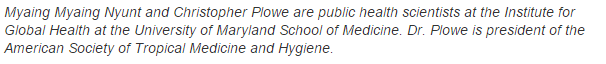 Myaing Myaing Nyunt and Christopher Plowe are public health scientists at the Institute for
Global Health at the University of Maryland School of Medicine. Dr. Plowe is president of the
American Society of Tropical Medicine and Hygiene.